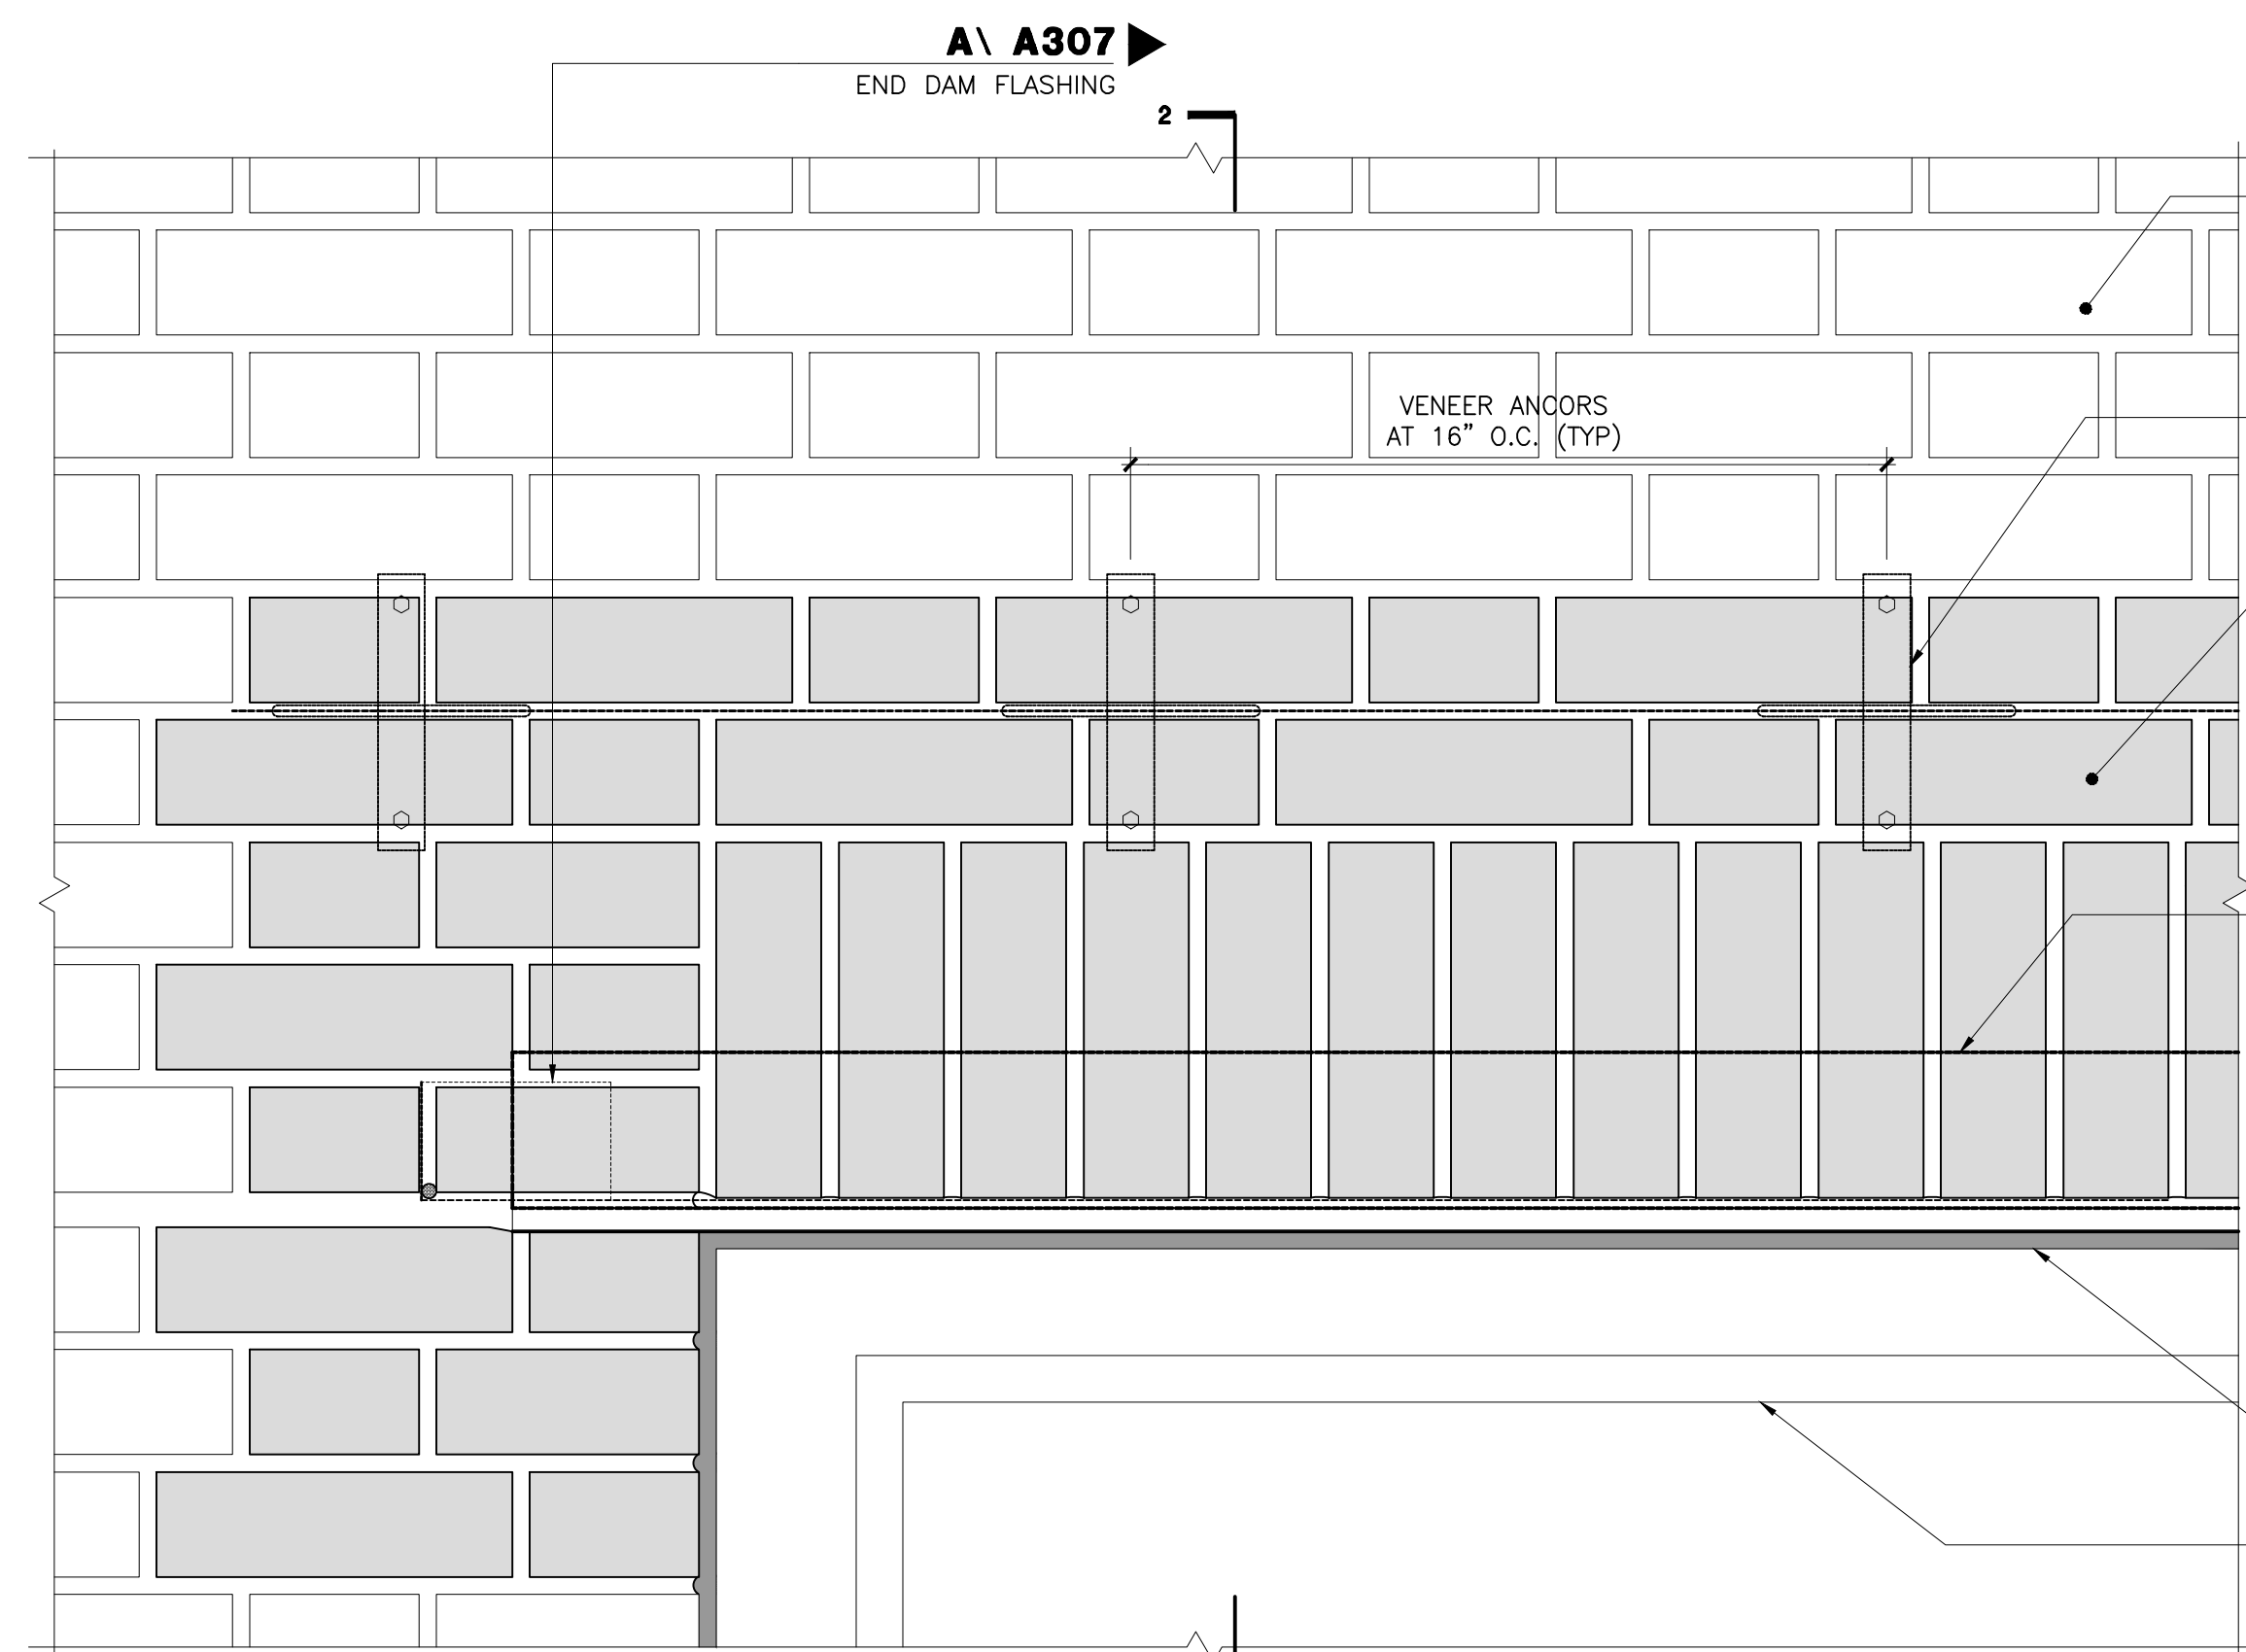 A\ A307
END DAM FLASHING
2
VENEER ANCORS
AT 16" O.C. (TYP)